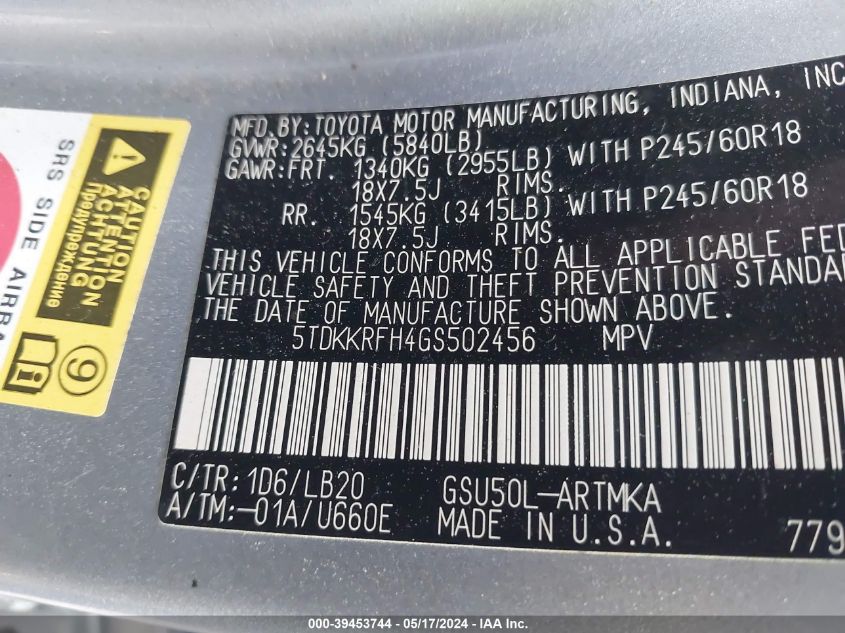 MFD. BY: TOYOTA MOTOR MANUFACTURING, INDIANA, INC
GVWR: 2645KG (5840LB)
GAWR: FRT. 1340KG (2955LB) WITH P245/60R18
18X7.5J RIMS.
RR. 1545KG (3415LB) WITH P245/60R18
18X7.5J RIMS.
THIS VEHICLE CONFORMS TO ALL APPLICABLE FED
VEHICLE SAFETY AND THEFT PREVENTION STANDA
THE DATE OF MANUFACTURE SHOWN ABOVE.
5TDKKRFH4GS502456 MPV
C/TR: 1D6/LB20 GSU50L-ARTMKA
A/TM:-01A/U660E MADE IN U.S.A.
779
SRS SIDE AIRBA
CAUTION
ATTENTION
ACHTUNG
Предупреждение
9
000-39453744 - 05/17/2024 - IAA Inc.